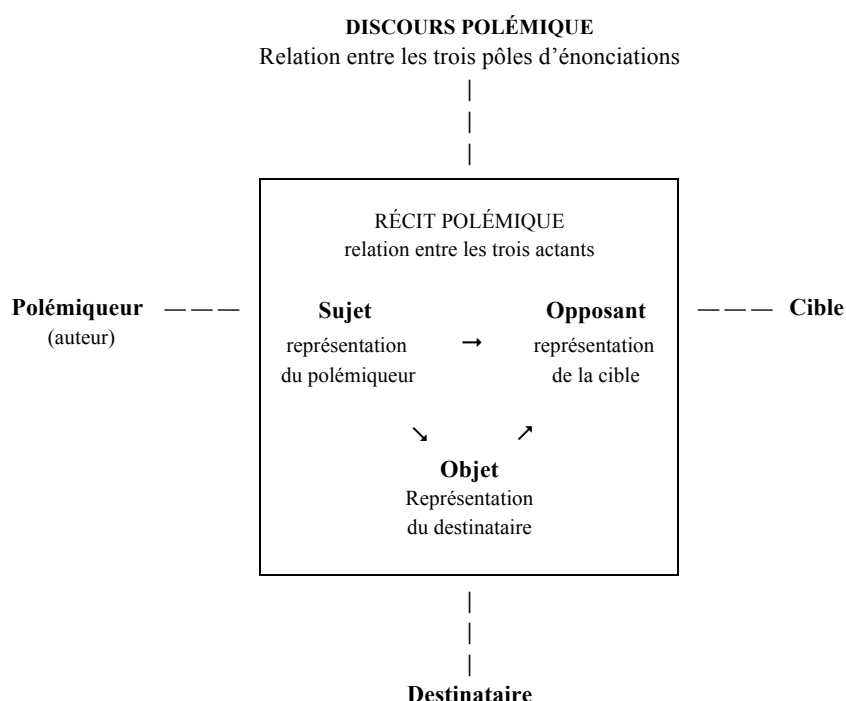 DISCOURS POLÉMIQUE
Relation entre les trois pôles d’énonciations
RÉCIT POLÉMIQUE
relation entre les trois actants
Polémiqueur
(auteur)
Sujet
représentation
du polémiqueur
Opposant
représentation
de la cible
Cible
Objet
Représentation
du destinataire
Destinataire